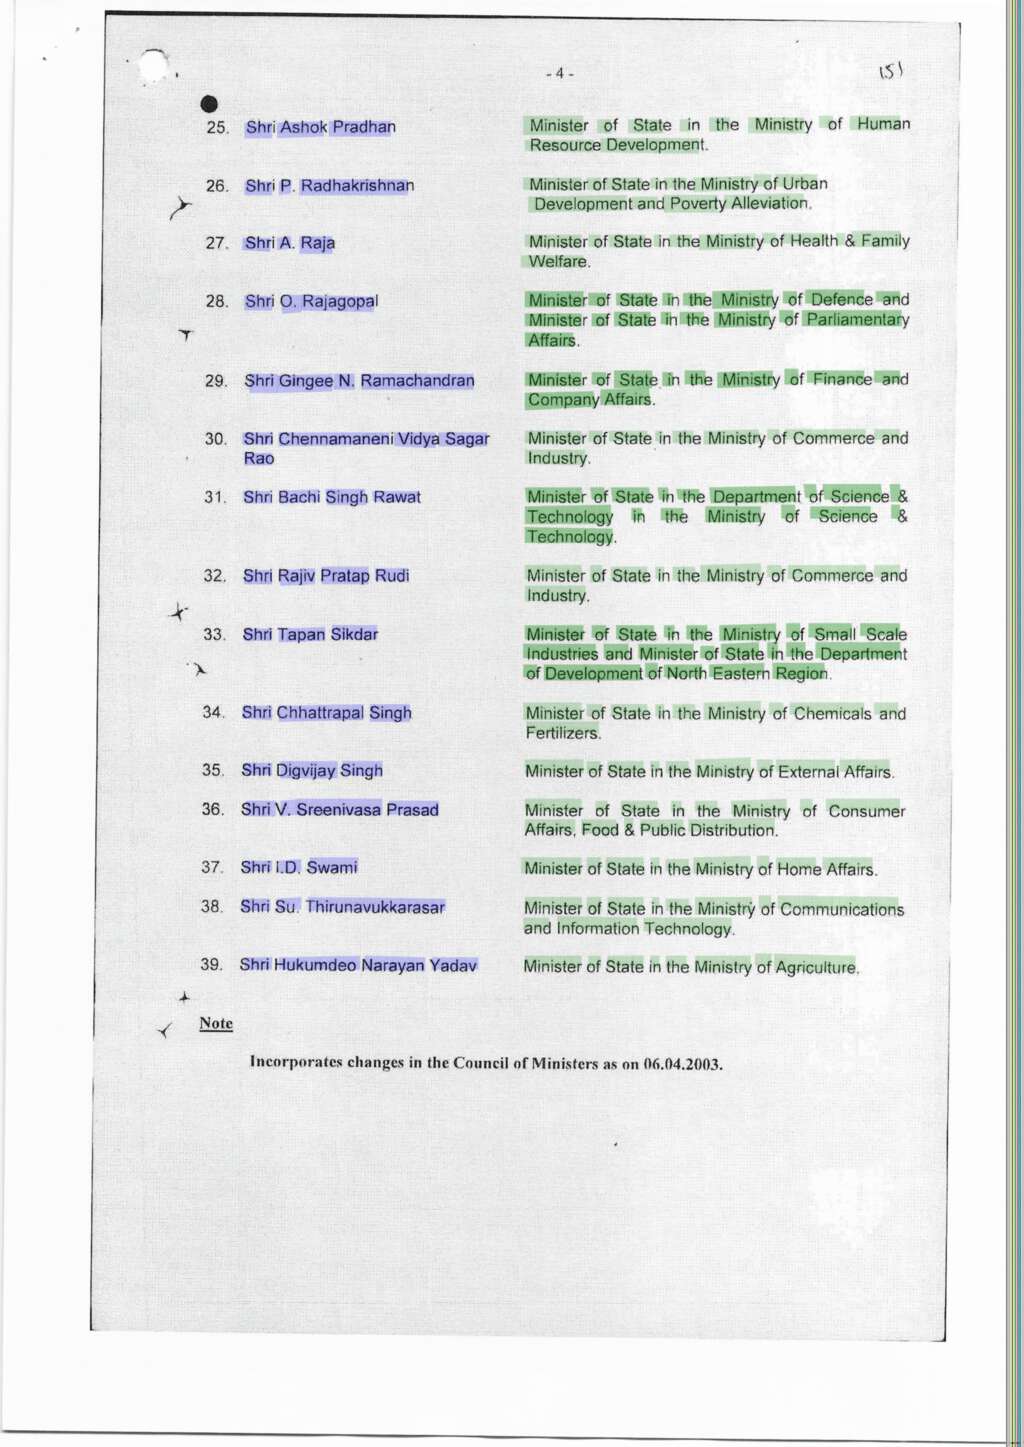 - 4 -
151
25. Shri Ashok Pradhan Minister of State in the Ministry of Human
Resource Development.
26. Shri P. Radhakrishnan Minister of State in the Ministry of Urban
Development and Poverty Alleviation.
27. Shri A. Raja Minister of State in the Ministry of Health & Family
Welfare.
28. Shri O. Rajagopal Minister of State in the Ministry of Defence and
Minister of State in the Ministry of Parliamentary
Affairs.
29. Shri Gingee N. Ramachandran Minister of State in the Ministry of Finance and
Company Affairs.
30. Shri Chennamaneni Vidya Sagar Minister of State in the Ministry of Commerce and
Rao Industry.
31. Shri Bachi Singh Rawat Minister of State in the Department of Science &
Technology in the Ministry of Science &
Technology.
32. Shri Rajiv Pratap Rudi Minister of State in the Ministry of Commerce and
Industry.
33. Shri Tapan Sikdar Minister of State in the Ministry of Small Scale
Industries and Minister of State in the Department
of Development of North Eastern Region.
34. Shri Chhattrapal Singh Minister of State in the Ministry of Chemicals and
Fertilizers.
35. Shri Digvijay Singh Minister of State in the Ministry of External Affairs.
36. Shri V. Sreenivasa Prasad Minister of State in the Ministry of Consumer
Affairs, Food & Public Distribution.
37. Shri I.D. Swami Minister of State in the Ministry of Home Affairs.
38. Shri Su. Thirunavukkarasar Minister of State in the Ministry of Communications
and Information Technology.
39. Shri Hukumdeo Narayan Yadav Minister of State in the Ministry of Agriculture.
Note
Incorporates changes in the Council of Ministers as on 06.04.2003.